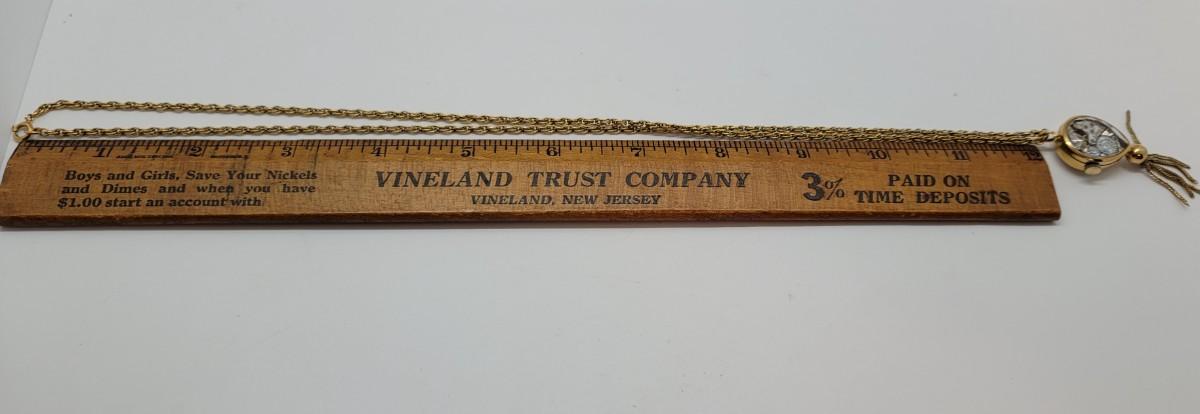 1 2 3 4 5 6 7 8 9 10 11 12
Boys and Girls, Save Your Nickels
and Dimes and when you have
$1.00 start an account with
VINELAND TRUST COMPANY
VINELAND, NEW JERSEY
3%
PAID ON
TIME DEPOSITS